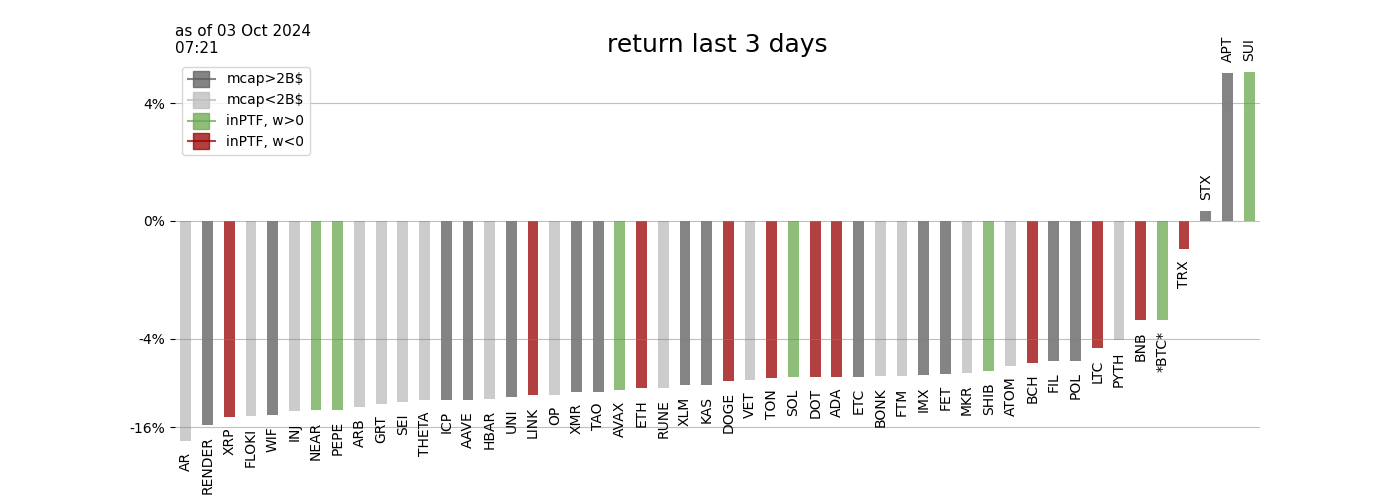 as of 03 Oct 2024
07:21
return last 3 days
mcap>2B$
mcap<2B$
inPTF, w>0
inPTF, w<0
4%
0%
-4%
-16%
AR
RENDER
XRP
FLOKI
WIF
INJ
NEAR
PEPE
ARB
GRT
SEI
THETA
ICP
AAVE
HBAR
UNI
LINK
OP
XMR
TAO
AVAX
ETH
RUNE
XLM
KAS
DOGE
VET
TON
SOL
DOT
ADA
ETC
BONK
FTM
IMX
FET
MKR
SHIB
ATOM
BCH
FIL
POL
LTC
PYTH
BNB
*BTC*
TRX
STX
APT
SUI